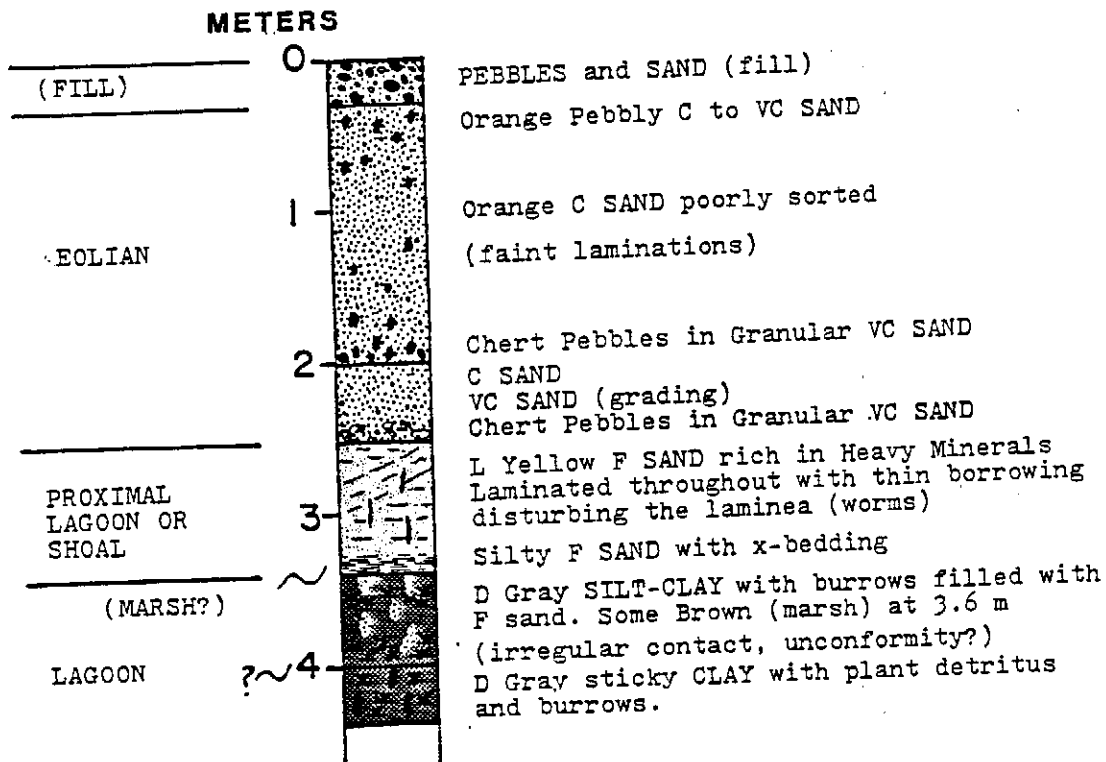 METERS
0
(FILL)
PEBBLES and SAND (fill)
Orange Pebbly C to VC SAND
1
Orange C SAND poorly sorted
(faint laminations)
EOLIAN
Chert Pebbles in Granular VC SAND
2
C SAND
VC SAND (grading)
Chert Pebbles in Granular VC SAND
L Yellow F SAND rich in Heavy Minerals
Laminated throughout with thin borrowing
disturbing the laminea (worms)
PROXIMAL
LAGOON OR
SHOAL
3
Silty F SAND with x-bedding
(MARSH?)
D Gray SILT-CLAY with burrows filled with
F sand. Some Brown (marsh) at 3.6 m
(irregular contact, unconformity?)
LAGOON
?~4
D Gray sticky CLAY with plant detritus
and burrows.